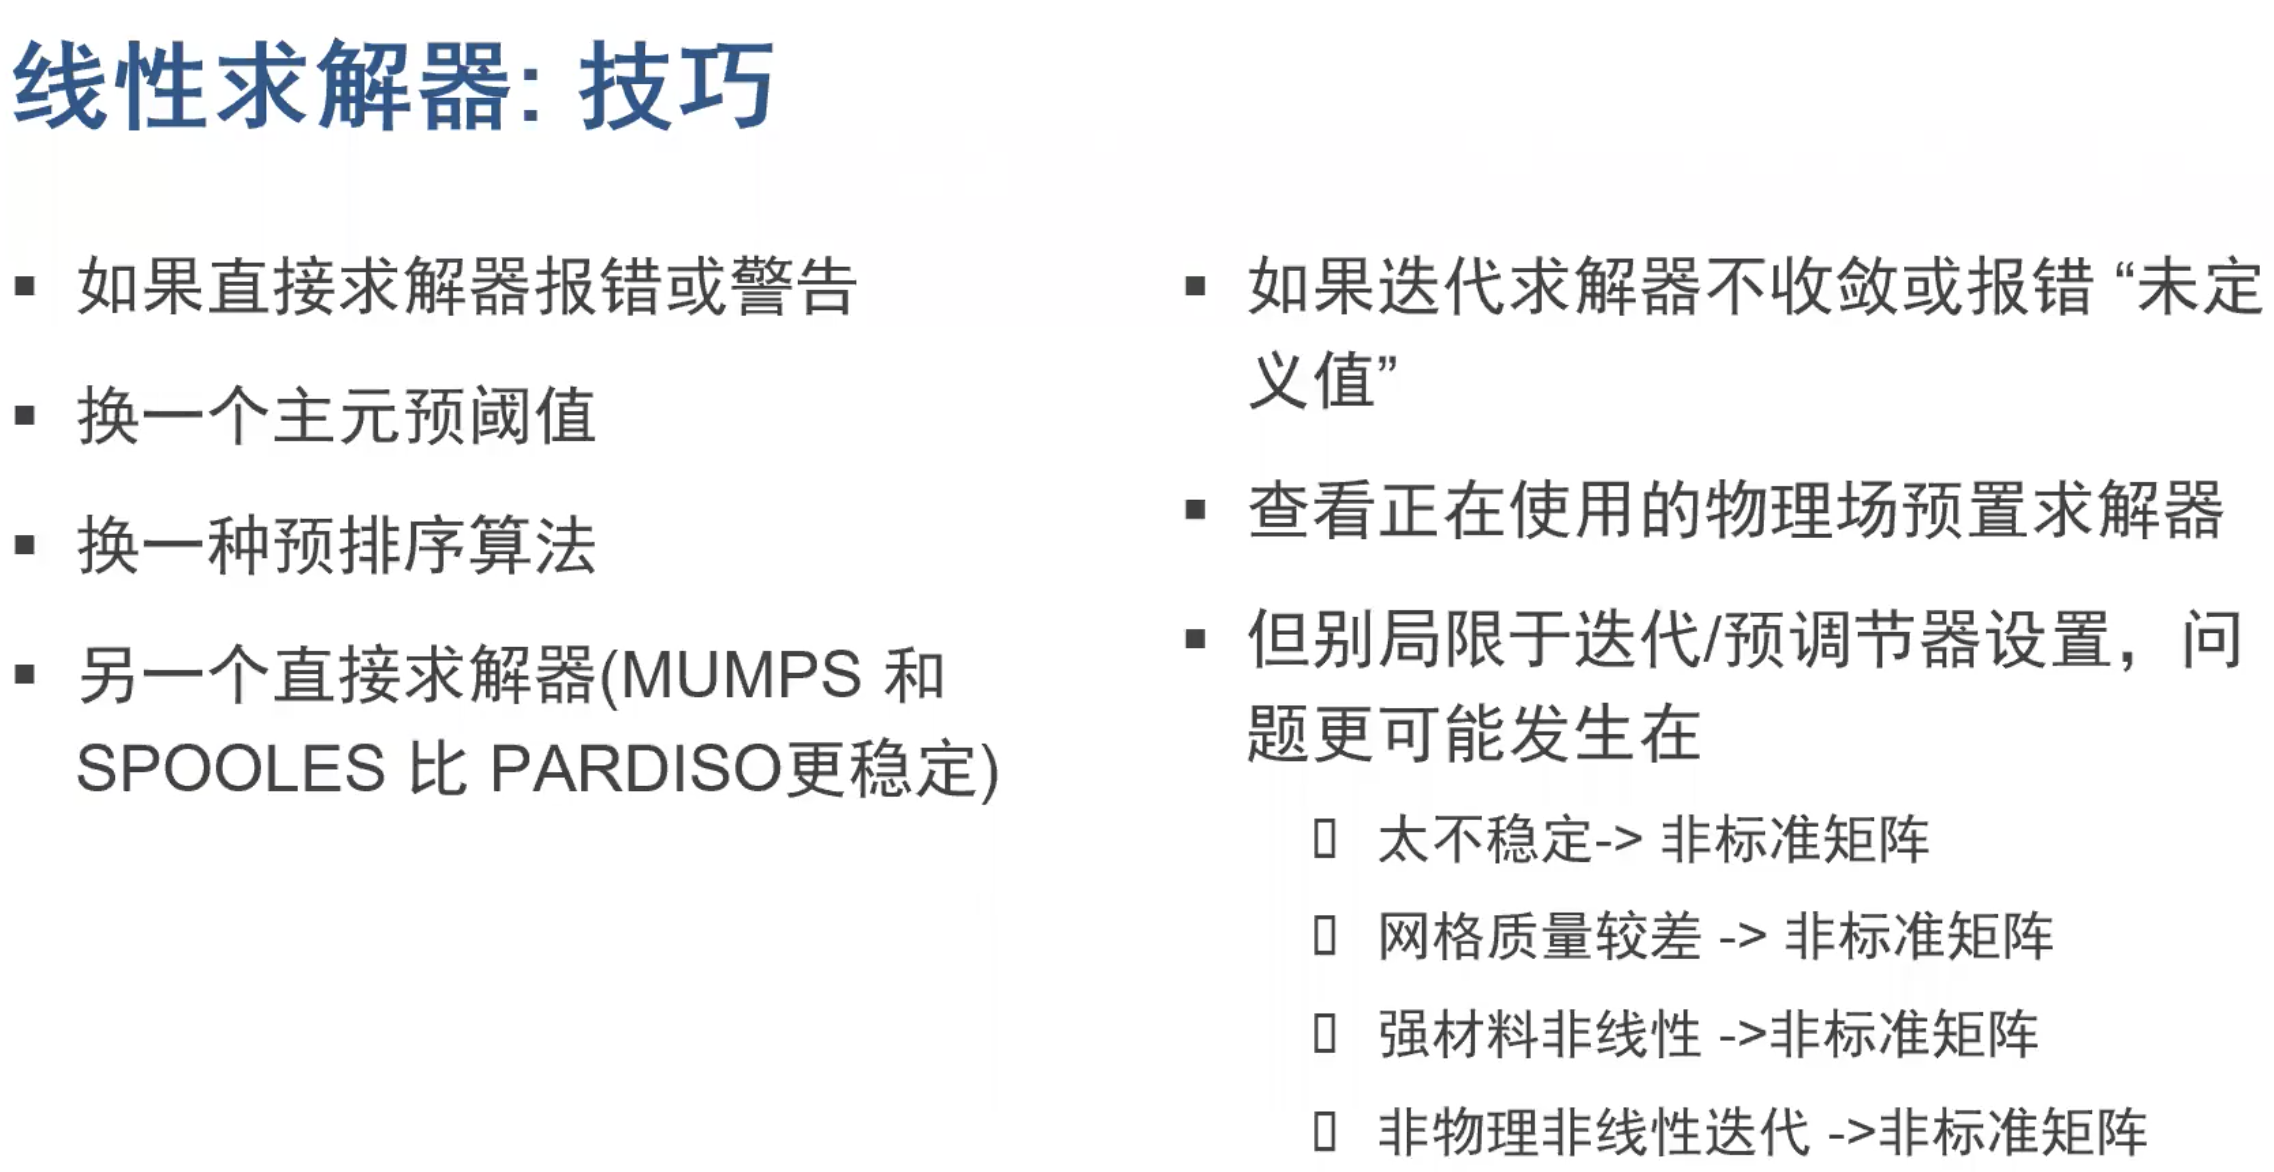 线性求解器: 技巧
▪ 如果直接求解器报错或警告
▪ 换一个主元预阈值
▪ 换一种预排序算法
▪ 另一个直接求解器(MUMPS 和
SPOOLES 比 PARDISO更稳定)
▪ 如果迭代求解器不收敛或报错 “未定
义值”
▪ 查看正在使用的物理场预置求解器
▪ 但别局限于迭代/预调节器设置，问
题更可能发生在
▯ 太不稳定-> 非标准矩阵
▯ 网格质量较差 -> 非标准矩阵
▯ 强材料非线性 ->非标准矩阵
▯ 非物理非线性迭代 ->非标准矩阵